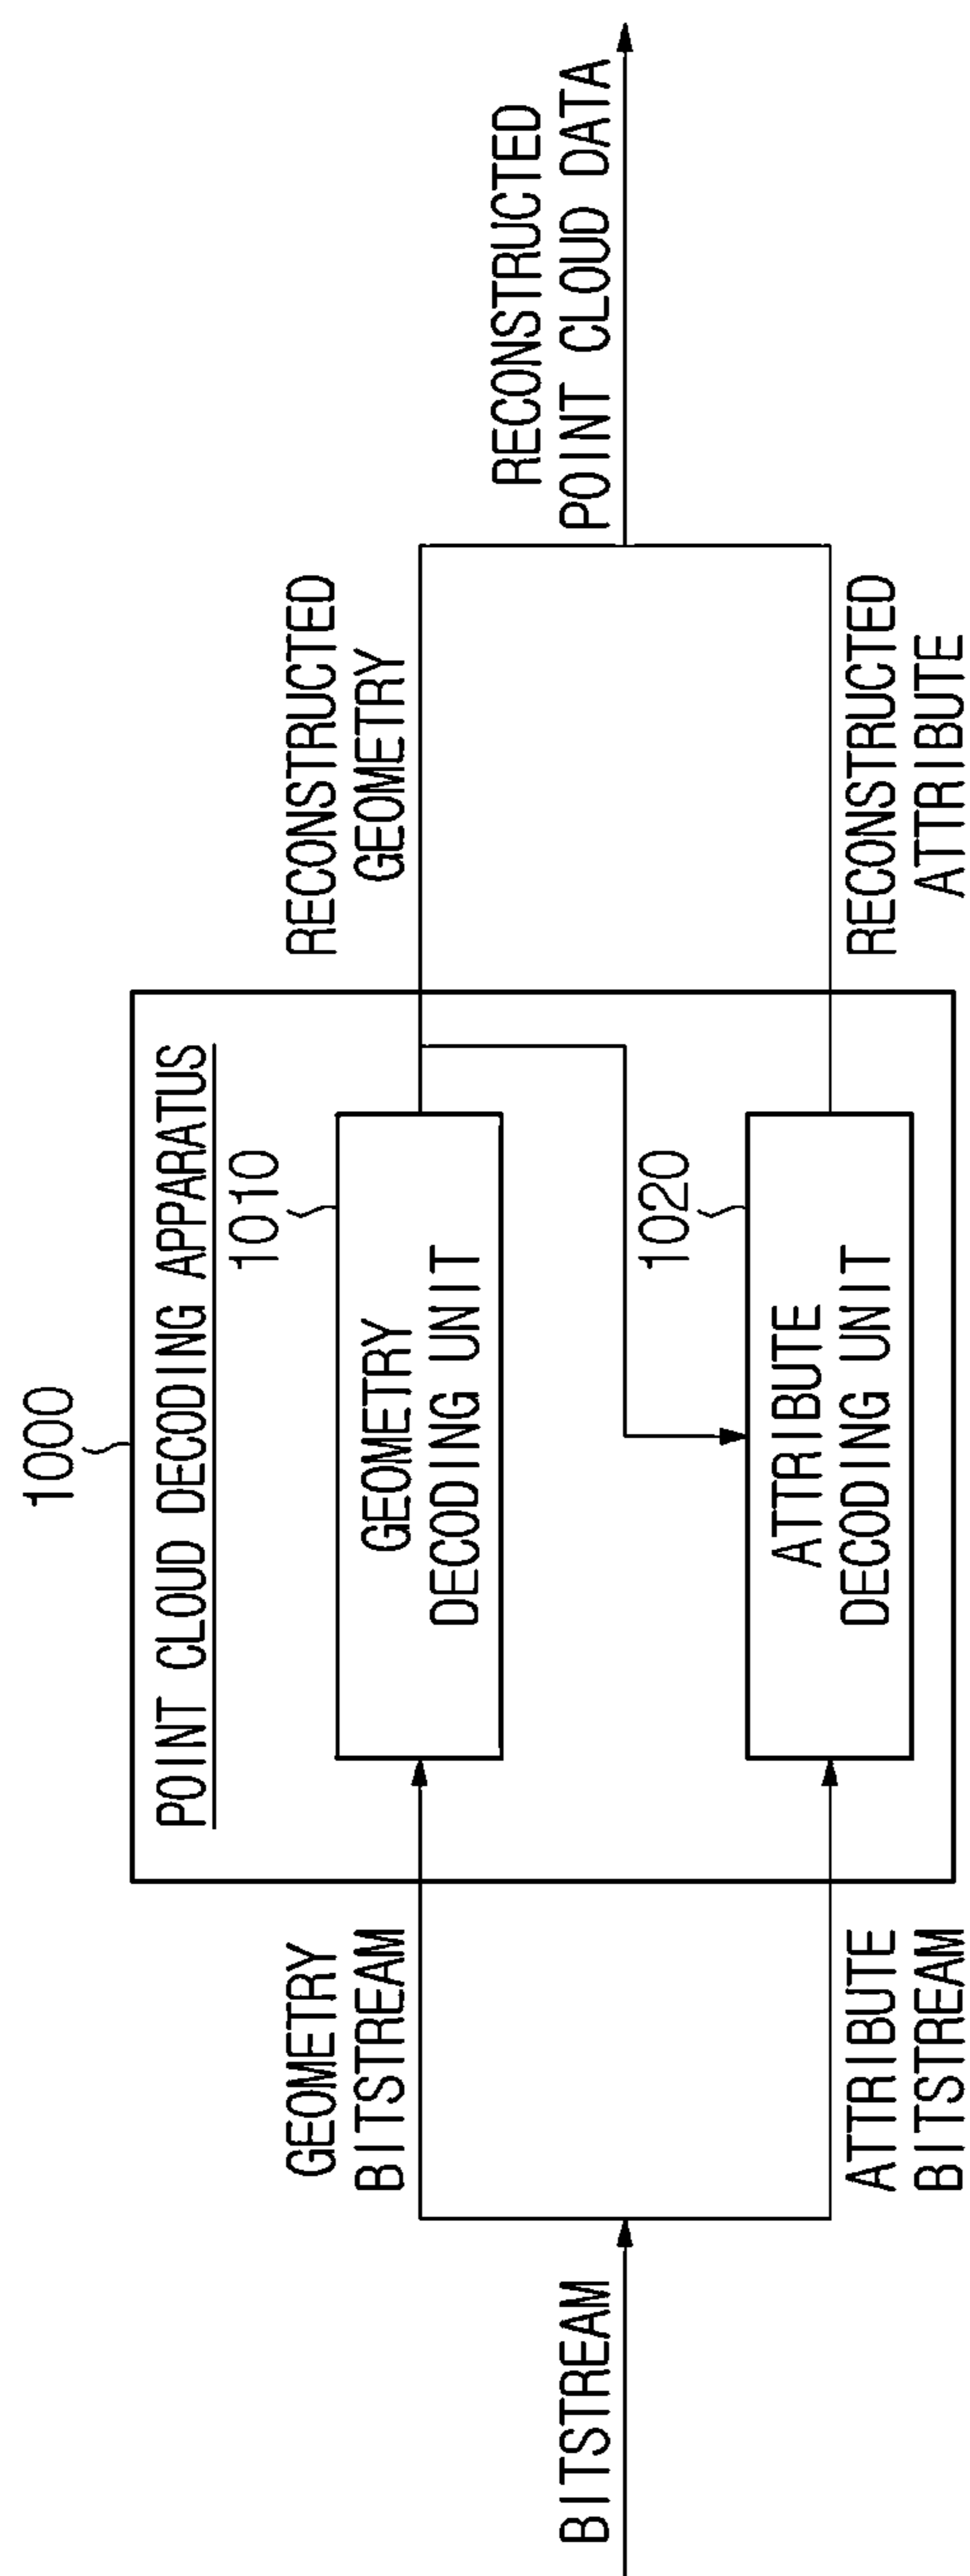 1000
POINT CLOUD DECODING APPARATUS
1010
BITSTREAM
GEOMETRY
BITSTREAM
GEOMETRY
DECODING UNIT
RECONSTRUCTED
GEOMETRY
RECONSTRUCTED
POINT CLOUD DATA
1020
ATTRIBUTE
BITSTREAM
ATTRIBUTE
DECODING UNIT
RECONSTRUCTED
ATTRIBUTE